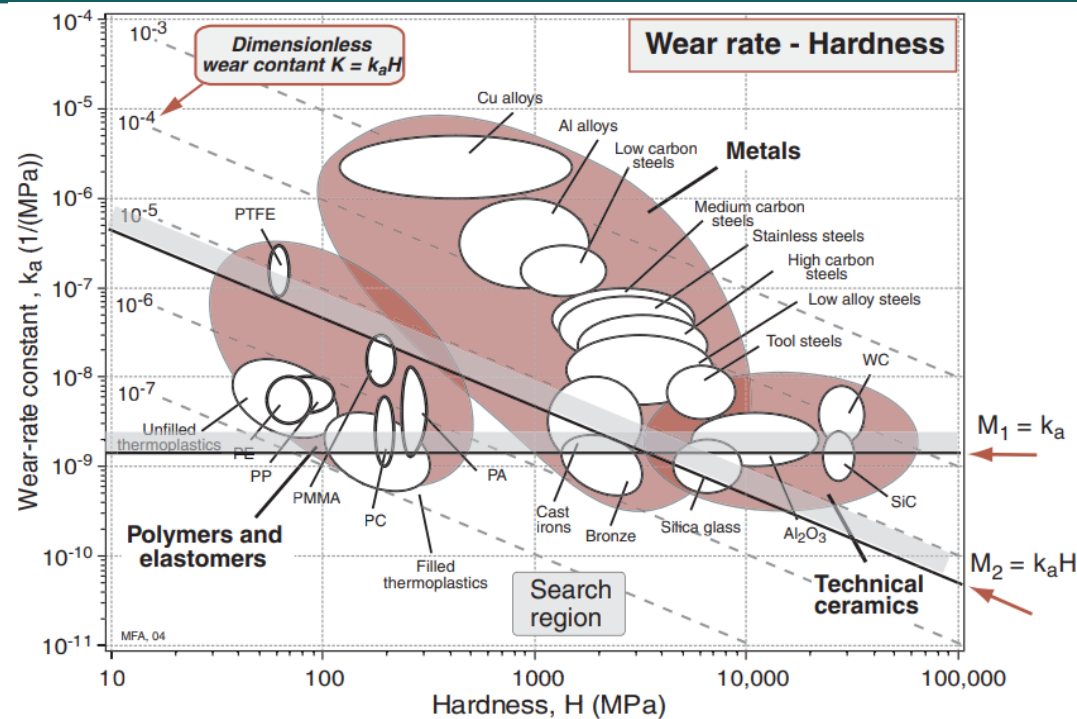 Wear rate - Hardness
Dimensionless
wear contant K = kₐH
10⁻⁴
10⁻⁵
10⁻⁶
10⁻⁷
10⁻⁸
10⁻⁹
10⁻¹⁰
10⁻¹¹
Wear-rate constant , kₐ (1/(MPa))
10⁻³
10⁻⁴
10⁻⁵
10⁻⁶
10⁻⁷
Cu alloys
Al alloys
Low carbon
steels
Metals
Medium carbon
steels
Stainless steels
High carbon
steels
Low alloy steels
Tool steels
WC
PTFE
Unfilled
thermoplastics
PE
PP
PMMA
PC
PA
Polymers and
elastomers
Filled
thermoplastics
Cast
irons
Bronze
Silica glass
Al₂O₃
SiC
Technical
ceramics
Search
region
M₁ = kₐ
M₂ = kₐH
MFA, 04
10
100
1000
10,000
100,000
Hardness, H (MPa)